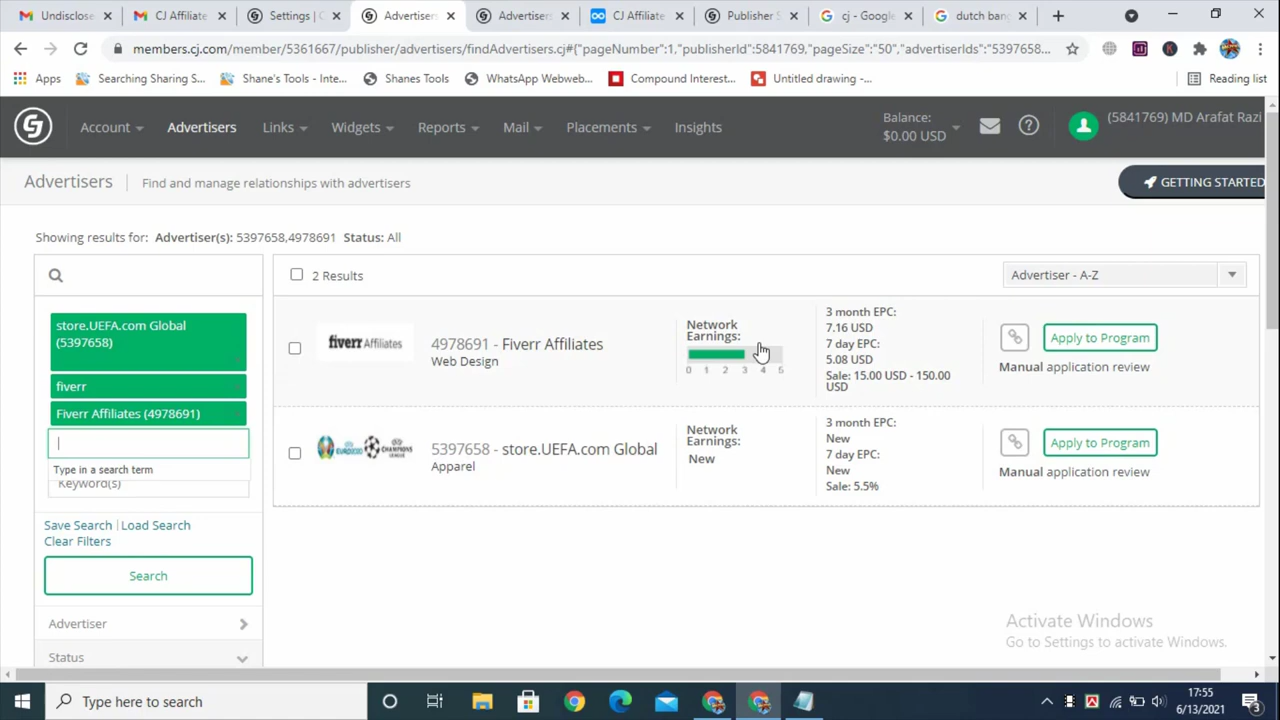 Undisclose
CJ Affiliate
Settings | C
Advertisers
Advertisers
CJ Affiliate
Publisher S
cj - Google
dutch ban
members.cj.com/member/5361667/publisher/advertisers/findAdvertisers.cj#{"pageNumber":1,"publisherId":5841769,"pageSize":"50","advertiserIds":"5397658...
Apps
Searching Sharing S...
Shane's Tools - Inte...
Shanes Tools
WhatsApp Webweb...
Compound Interest...
Untitled drawing -...
Reading list
Account
Advertisers
Links
Widgets
Reports
Mail
Placements
Insights
Balance:
$0.00 USD
(5841769) MD Arafat Razi
Advertisers
Find and manage relationships with advertisers
GETTING STARTED
Showing results for: Advertiser(s): 5397658,4978691 Status: All
2 Results
Advertiser - A-Z
store.UEFA.com Global
(5397658)
fiverr
Fiverr Affiliates (4978691)
Type in a search term
Keyword(s)
Save Search | Load Search
Clear Filters
Search
Advertiser
Status
fiverr Affiliates
4978691 - Fiverr Affiliates
Web Design
Network
Earnings:
0 1 2 3 4 5
3 month EPC:
7.16 USD
7 day EPC:
5.08 USD
Sale: 15.00 USD - 150.00
USD
Apply to Program
Manual application review
EURO2020 CHAMPIONS LEAGUE
5397658 - store.UEFA.com Global
Apparel
Network
Earnings:
New
3 month EPC:
New
7 day EPC:
New
Sale: 5.5%
Apply to Program
Manual application review
Activate Windows
Go to Settings to activate Windows.
Type here to search
17:55
6/13/2021
3